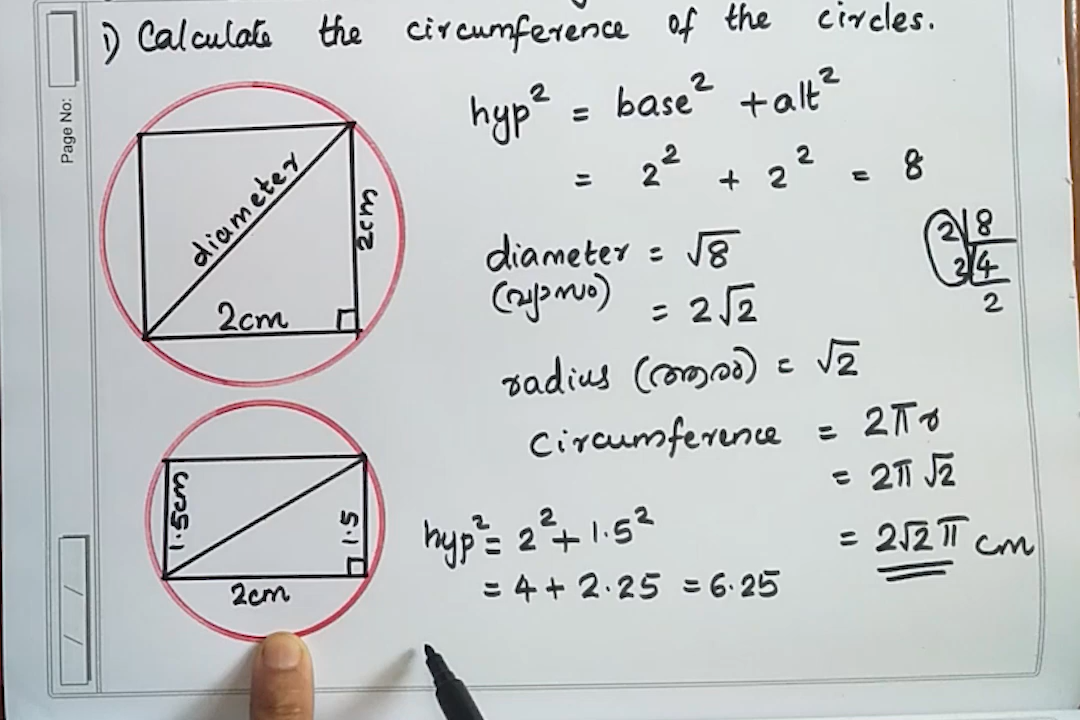 Page No:
i) Calculate the circumference of the circles.
diameter
2cm
2cm
hyp² = base² + alt²
= 2² + 2² = 8
2 8
2 4
2
diameter = √8
(വ്യാസം) = 2√2
radius (ആരം) = √2
Circumference = 2πr
= 2π√2
= 2√2π cm
1.5cm
1.5
2cm
hyp² = 2² + 1.5²
= 4 + 2.25 = 6.25